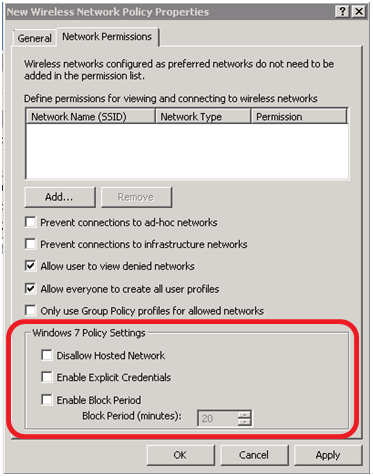 New Wireless Network Policy Properties
General Network Permissions
Wireless networks configured as preferred networks do not need to be
added in the permission list.
Define permissions for viewing and connecting to wireless networks
Network Name (SSID) Network Type Permission
Add... Remove
Prevent connections to ad-hoc networks
Prevent connections to infrastructure networks
Allow user to view denied networks
Allow everyone to create all user profiles
Only use Group Policy profiles for allowed networks
Windows 7 Policy Settings
Disallow Hosted Network
Enable Explicit Credentials
Enable Block Period
Block Period (minutes): 20
OK Cancel Apply